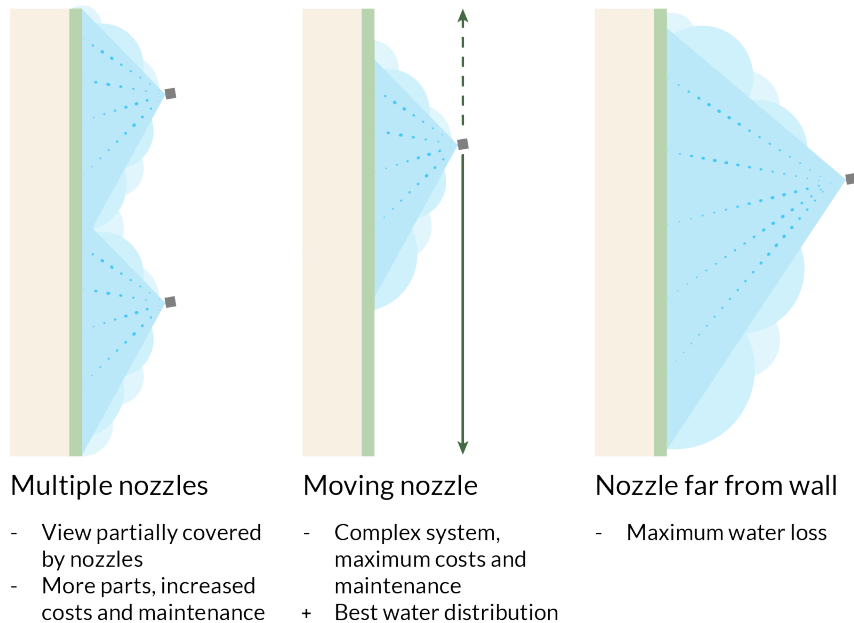 Multiple nozzles
- View partially covered
by nozzles
- More parts, increased
costs and maintenance
Moving nozzle
- Complex system,
maximum costs and
maintenance
+ Best water distribution
Nozzle far from wall
- Maximum water loss